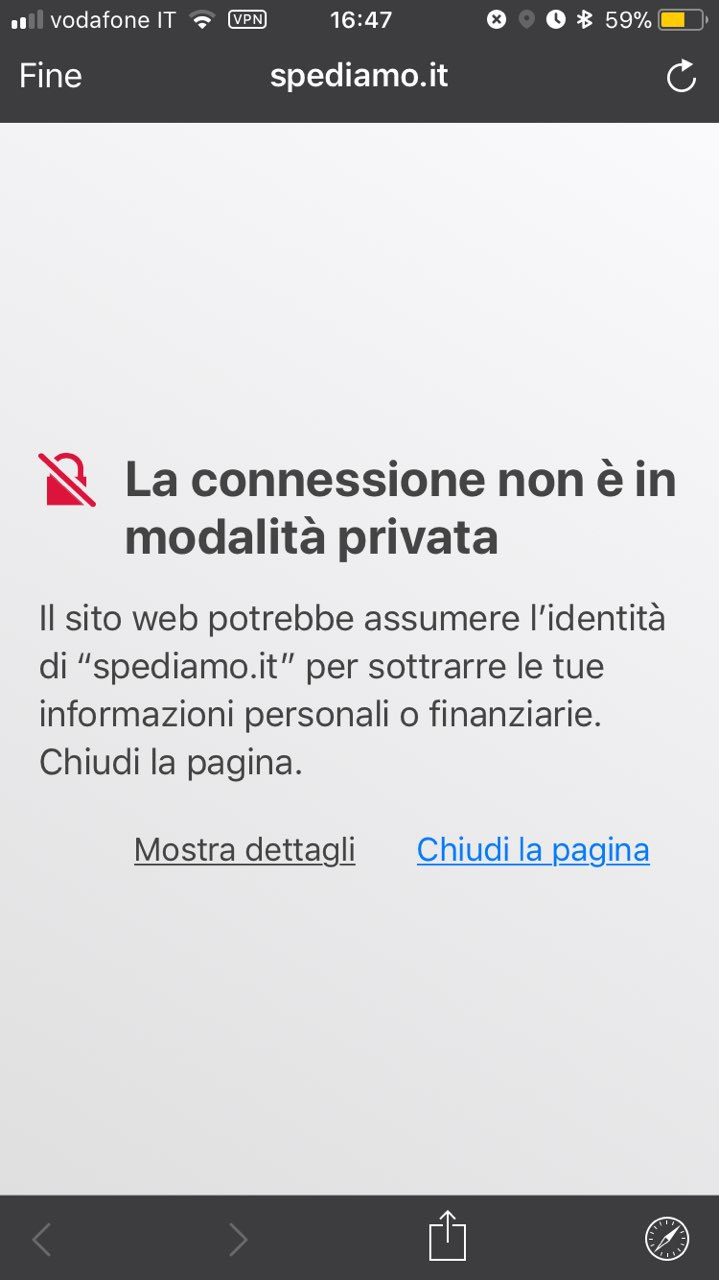 vodafone IT VPN 16:47 59%
Fine spediamo.it
La connessione non è in
modalità privata
Il sito web potrebbe assumere l’identità
di “spediamo.it” per sottrarre le tue
informazioni personali o finanziarie.
Chiudi la pagina.
Mostra dettagli Chiudi la pagina